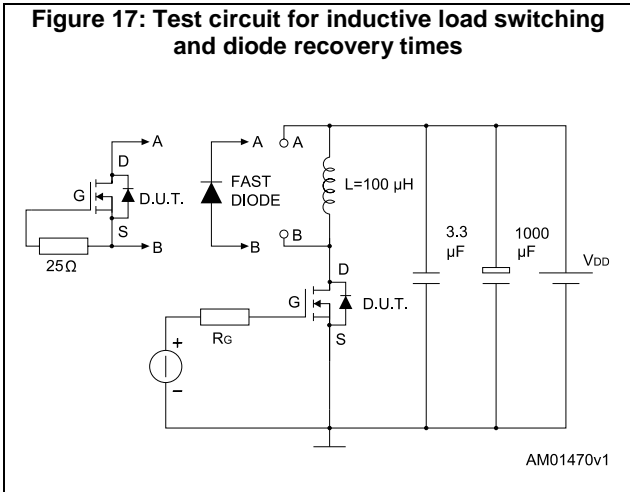 Figure 17: Test circuit for inductive load switching
and diode recovery times
A
D
G
D.U.T.
S
B
25Ω
A
FAST
DIODE
B
A
B
L=100 µH
3.3
µF
1000
µF
VDD
D
G
D.U.T.
S
RG
+
−
AM01470v1